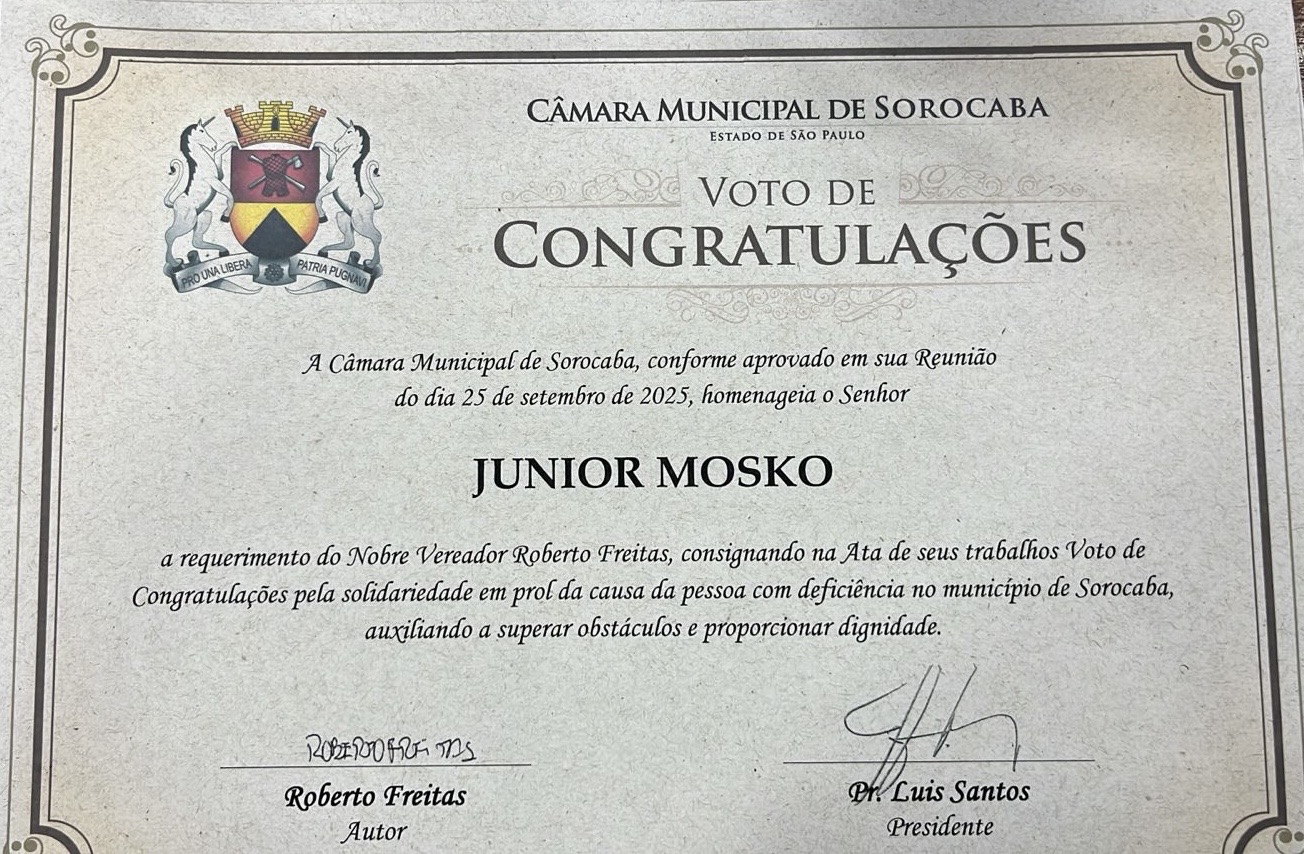 CÂMARA MUNICIPAL DE SOROCABA
ESTADO DE SÃO PAULO
VOTO DE
CONGRATULAÇÕES
PRO UNA LIBERA PATRIA PUGNAVI
A Câmara Municipal de Sorocaba, conforme aprovado em sua Reunião
do dia 25 de setembro de 2025, homenageia o Senhor
JUNIOR MOSKO
a requerimento do Nobre Vereador Roberto Freitas, consignando na Ata de seus trabalhos Voto de
Congratulações pela solidariedade em prol da causa da pessoa com deficiência no município de Sorocaba,
auxiliando a superar obstáculos e proporcionar dignidade.
ROBERTO FREITAS
Roberto Freitas
Autor
Pr. Luis Santos
Presidente